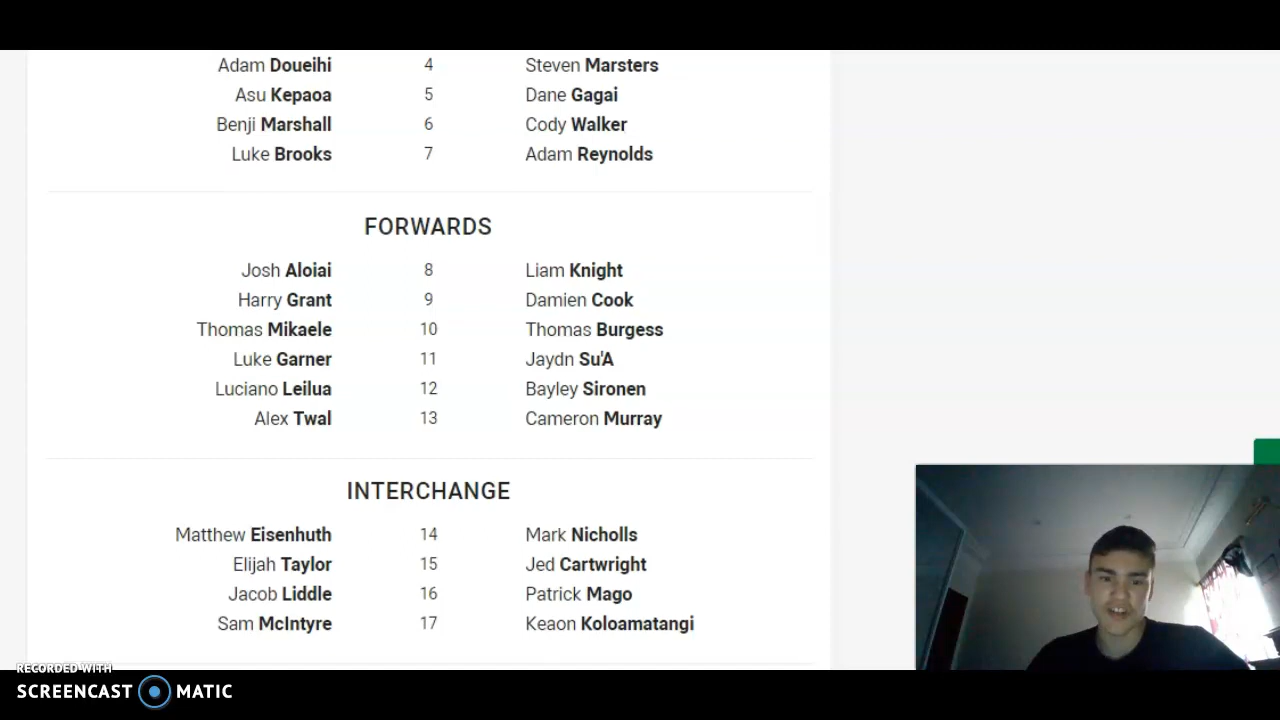 Adam Doueihi 4 Steven Marsters
Asu Kepaoa 5 Dane Gagai
Benji Marshall 6 Cody Walker
Luke Brooks 7 Adam Reynolds
FORWARDS
Josh Aloiai 8 Liam Knight
Harry Grant 9 Damien Cook
Thomas Mikaele 10 Thomas Burgess
Luke Garner 11 Jaydn Su'A
Luciano Leilua 12 Bayley Sironen
Alex Twal 13 Cameron Murray
INTERCHANGE
Matthew Eisenhuth 14 Mark Nicholls
Elijah Taylor 15 Jed Cartwright
Jacob Liddle 16 Patrick Mago
Sam McIntyre 17 Keaon Koloamatangi
RECORDED WITH
SCREENCAST MATIC